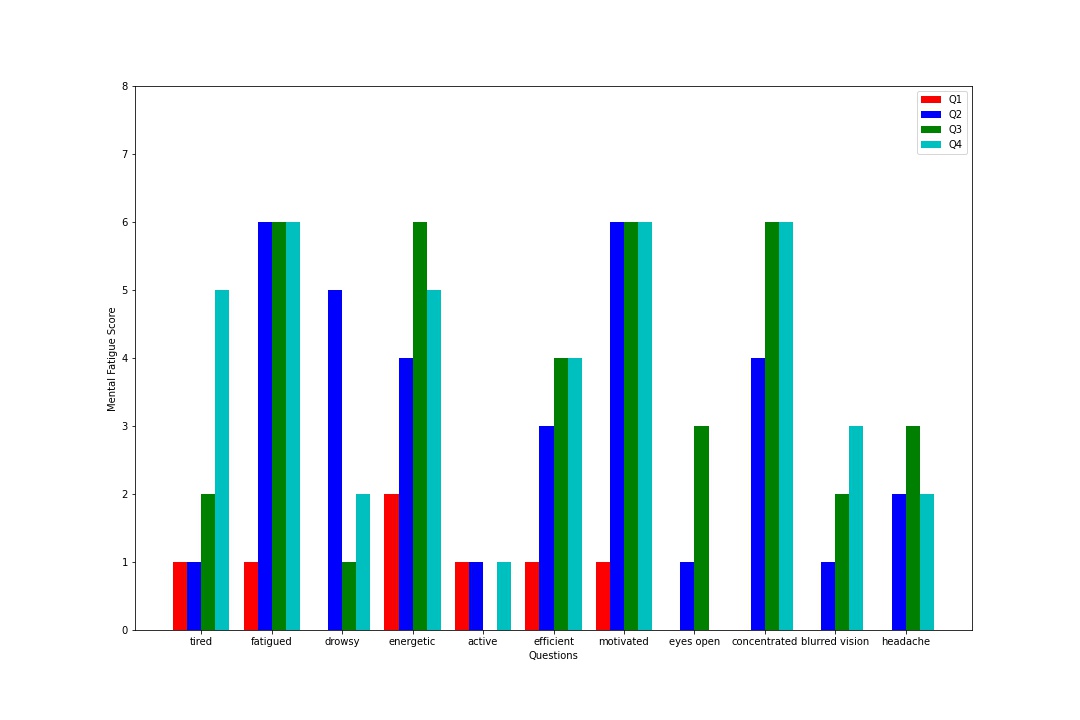 8
7
6
5
4
3
2
1
0
Mental Fatigue Score
Q1
Q2
Q3
Q4
tired fatigued drowsy energetic active efficient motivated eyes open concentrated blurred vision headache
Questions